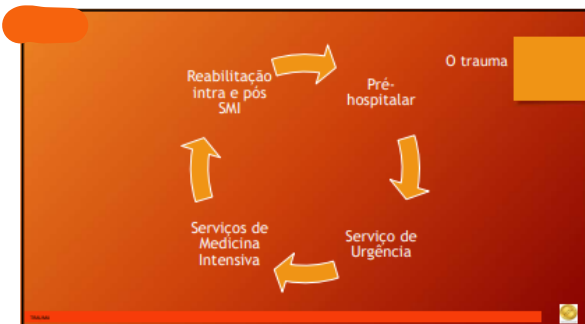 O trauma
Reabilitação
intra e pós
SMI
Pré-
hospitalar
Serviço de
Urgência
Serviços de
Medicina
Intensiva